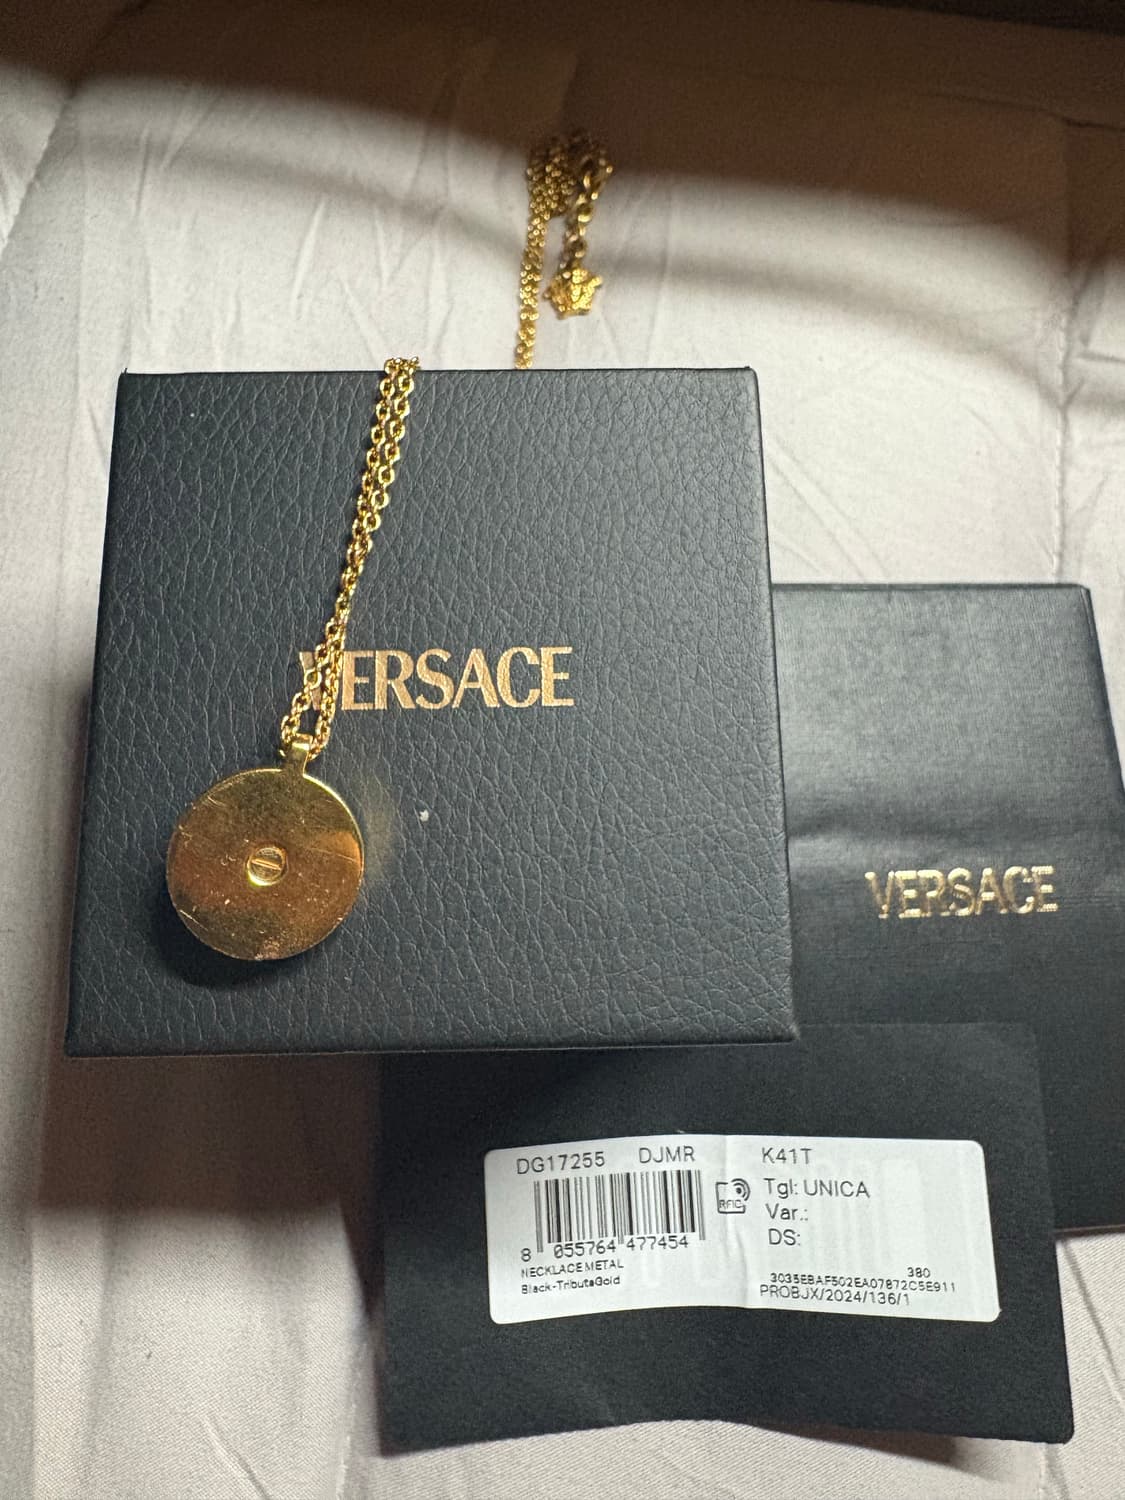 VERSACE
VERSACE
DG17255 DJMR K41T
RFID
Tgl: UNICA
Var.:
DS:
8 055764 477454
NECKLACE METAL
Black-TributeGold
380
3035EBAF502EA07872C5E911
PROBJX/2024/136/1